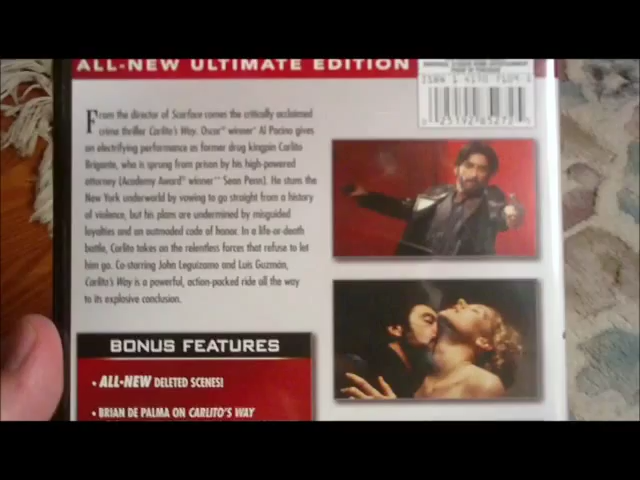 ALL-NEW ULTIMATE EDITION
From the director of Scarface comes the critically acclaimed
crime thriller Carlito's Way. Oscar® winner* Al Pacino gives
an electrifying performance as former drug kingpin Carlito
Brigante, who is sprung from prison by his high-powered
attorney (Academy Award® winner** Sean Penn). He stuns the
New York underworld by vowing to go straight from a history
of violence, but his plans are undermined by misguided
loyalties and an outmoded code of honor. In a life-or-death
battle, Carlito takes on the relentless forces that refuse to let
him go. Co-starring John Leguizamo and Luis Guzmán,
Carlito's Way is a powerful, action-packed ride all the way
to its explosive conclusion.
BONUS FEATURES
• ALL-NEW DELETED SCENES!
• BRIAN DE PALMA ON CARLITO'S WAY